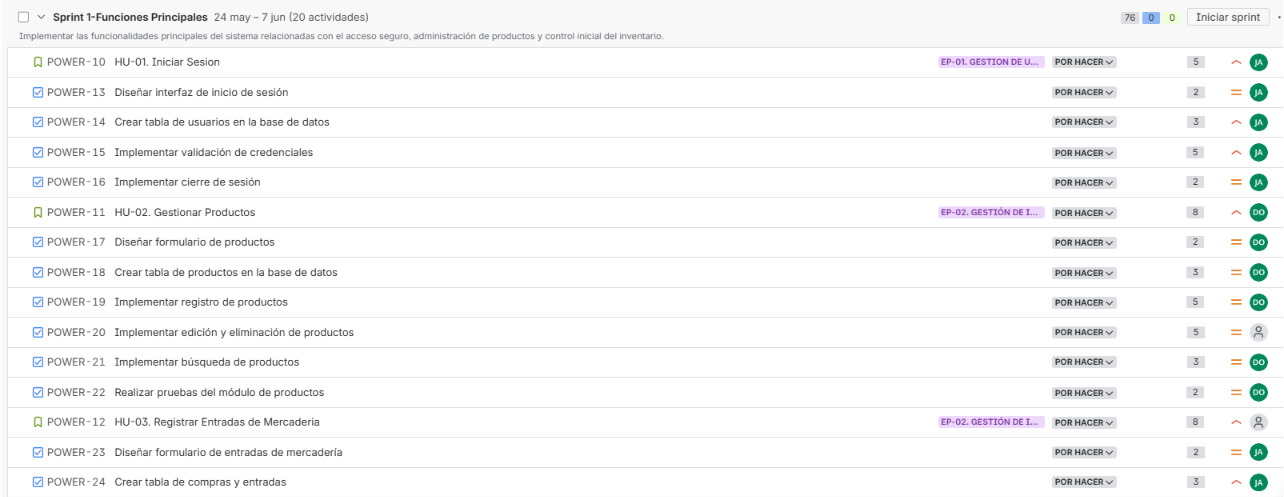 Sprint 1-Funciones Principales 24 may – 7 jun (20 actividades) 76 0 0 Iniciar sprint
Implementar las funcionalidades principales del sistema relacionadas con el acceso seguro, administración de productos y control inicial del inventario.
POWER-10 HU-01. Iniciar Sesion EP-01. GESTION DE U... POR HACER 5 JA
POWER-13 Diseñar interfaz de inicio de sesión POR HACER 2 JA
POWER-14 Crear tabla de usuarios en la base de datos POR HACER 3 JA
POWER-15 Implementar validación de credenciales POR HACER 5 JA
POWER-16 Implementar cierre de sesión POR HACER 2 JA
POWER-11 HU-02. Gestionar Productos EP-02. GESTIÓN DE I... POR HACER 8 DO
POWER-17 Diseñar formulario de productos POR HACER 2 DO
POWER-18 Crear tabla de productos en la base de datos POR HACER 3 DO
POWER-19 Implementar registro de productos POR HACER 5 DO
POWER-20 Implementar edición y eliminación de productos POR HACER 5
POWER-21 Implementar búsqueda de productos POR HACER 3 DO
POWER-22 Realizar pruebas del módulo de productos POR HACER 2 DO
POWER-12 HU-03. Registrar Entradas de Mercaderia EP-02. GESTIÓN DE I... POR HACER 8
POWER-23 Diseñar formulario de entradas de mercadería POR HACER 2 JA
POWER-24 Crear tabla de compras y entradas POR HACER 3 JA